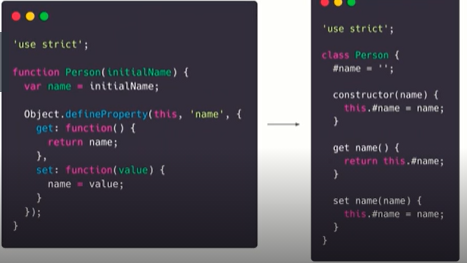 'use strict';
function Person(initialName) {
var name = initialName;
Object.defineProperty(this, 'name', {
get: function() {
return name;
},
set: function(value) {
name = value;
}
});
}
'use strict';
class Person {
#name = '';
constructor(name) {
this.#name = name;
}
get name() {
return this.#name;
}
set name(name) {
this.#name = name;
}
}